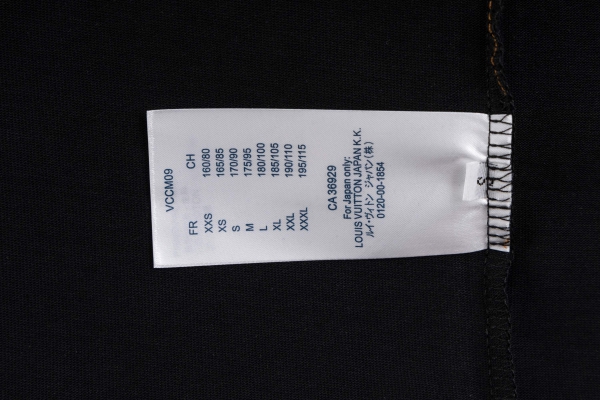 VCCM09
FR CH
XXS 160/80
XS 165/85
S 170/90
M 175/95
L 180/100
XL 185/105
XXL 190/110
XXXL 195/115
CA 36929
For Japan only:
LOUIS VUITTON JAPAN K.K.
ルイ・ヴィトン ジャパン(株)
0120-00-1854
S